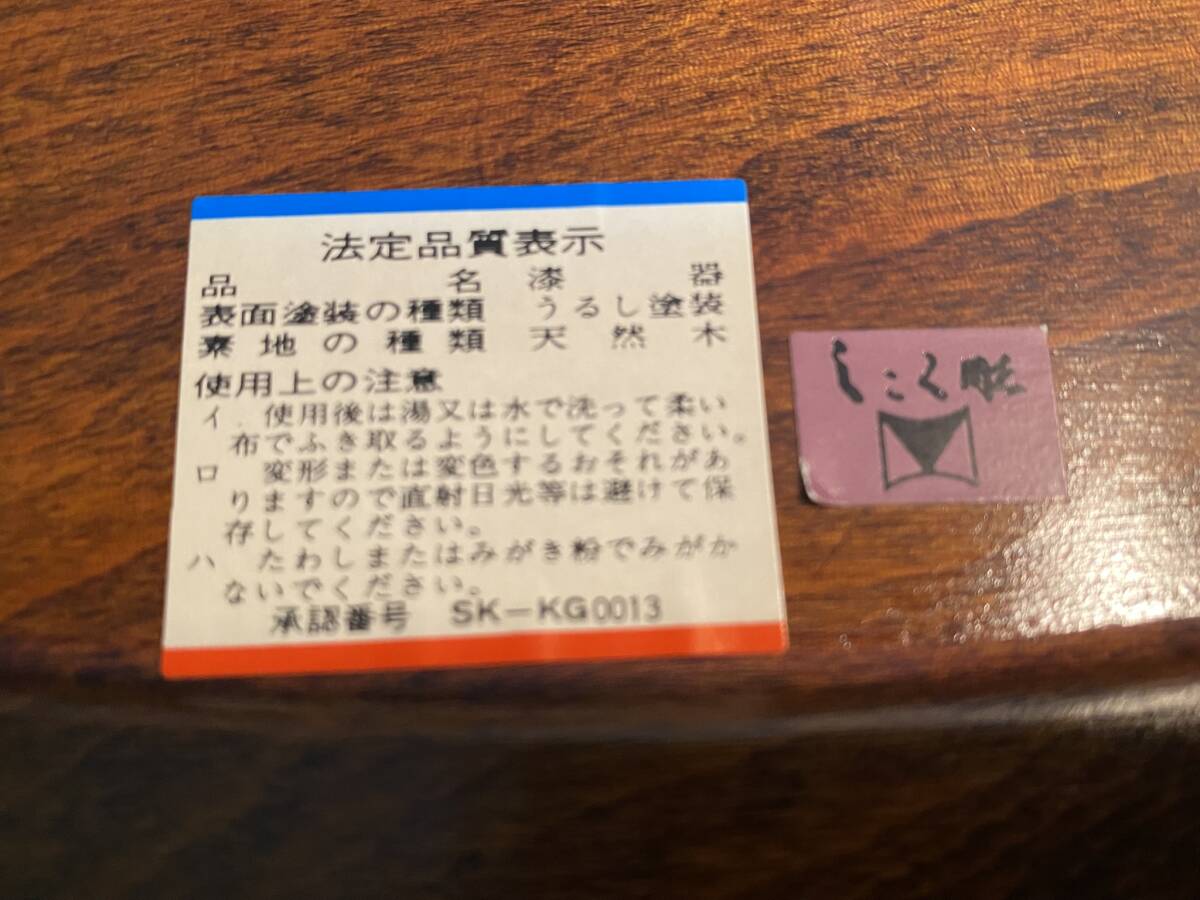 法定品質表示
品名 漆器
表面塗装の種類 うるし塗装
素地の種類 天然木
使用上の注意
イ. 使用後は湯又は水で洗って柔い
布でふき取るようにしてください。
ロ 変形または変色するおそれがあ
りますので直射日光等は避けて保
存してください。
ハ たわしまたはみがき粉でみがか
ないでください。
承認番号 SK-KG0013
しこく彫